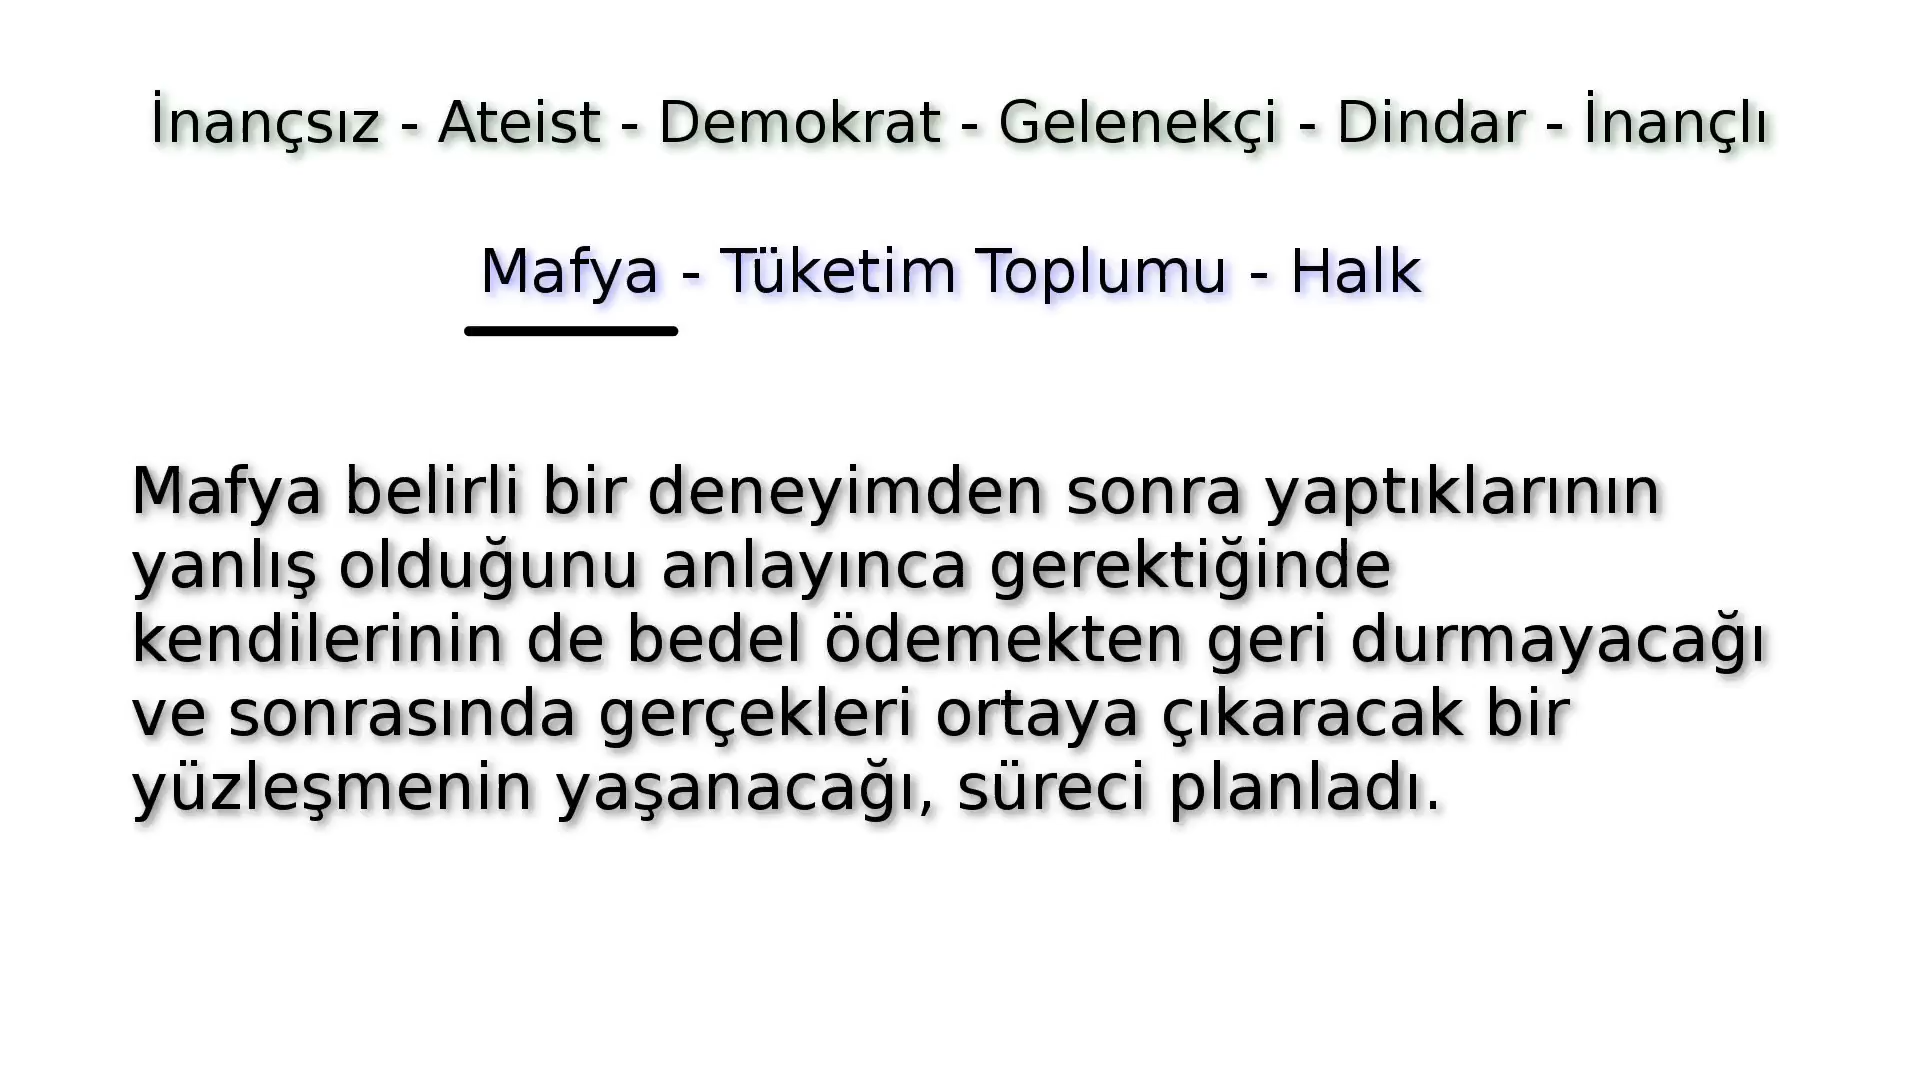 İnançsız - Ateist - Demokrat - Gelenekçi - Dindar - İnançlı
Mafya - Tüketim Toplumu - Halk
Mafya belirli bir deneyimden sonra yaptıklarının
yanlış olduğunu anlayınca gerektiğinde
kendilerinin de bedel ödemekten geri durmayacağı
ve sonrasında gerçekleri ortaya çıkaracak bir
yüzleşmenin yaşanacağı, süreci planladı.